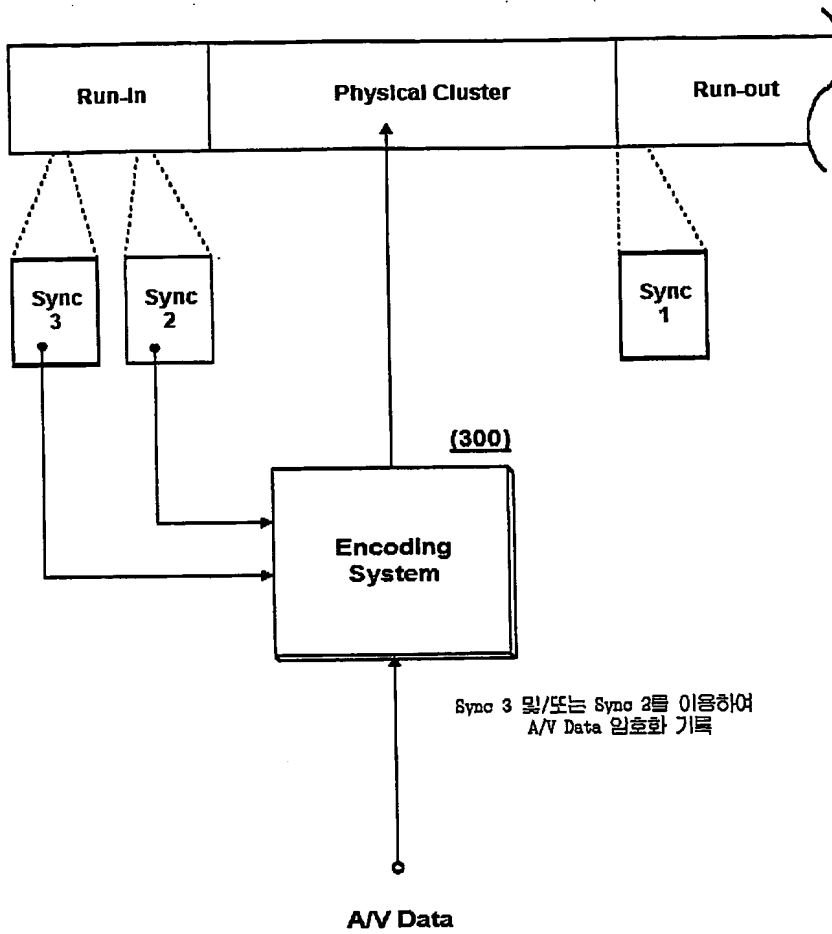 Run-in
Physical Cluster
Run-out
Sync
3
Sync
2
Sync
1
(300)
Encoding
System
Sync 3 및/또는 Sync 2를 이용하여
A/V Data 암호화 기록
A/V Data